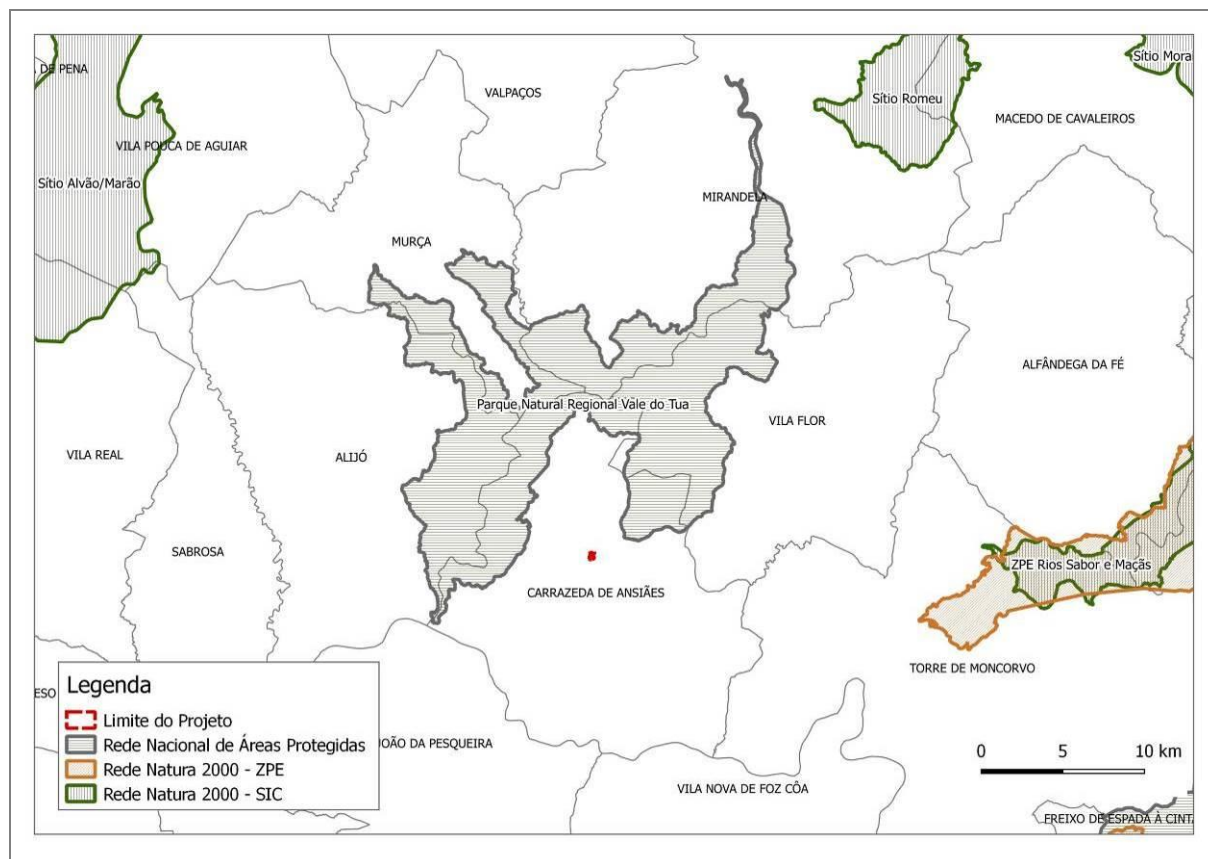 Sítio Mora
A DE PENA
VALPAÇOS
Sítio Romeu
MACEDO DE CAVALEIROS
VILA POUCA DE AGUIAR
Sítio Alvão/Marão
MIRANDELA
MURÇA
ALFÂNDEGA DA FÉ
Parque Natural Regional Vale do Tua
VILA FLOR
VILA REAL
ALIJÓ
SABROSA
ZPE Rios Sabor e Maçãs
CARRAZEDA DE ANSIÃES
TORRE DE MONCORVO
Legenda
ESO
Limite do Projeto
Rede Nacional de Áreas Protegidas
JOÃO DA PESQUEIRA
Rede Natura 2000 - ZPE
Rede Natura 2000 - SIC
0 5 10 km
VILA NOVA DE FOZ CÔA
FREIXO DE ESPADA À CINT